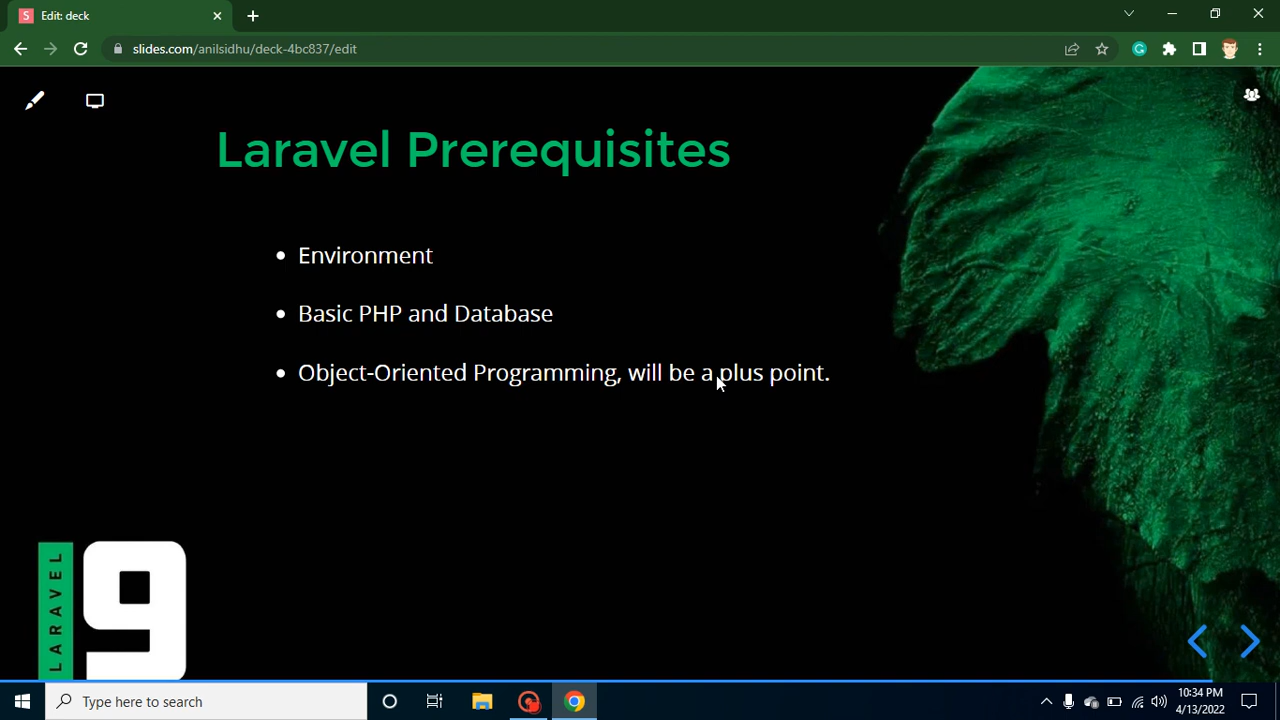 Edit: deck
slides.com/anilsidhu/deck-4bc837/edit
Laravel Prerequisites
• Environment
• Basic PHP and Database
• Object-Oriented Programming, will be a plus point.
LARAVEL
9
Type here to search
10:34 PM
4/13/2022